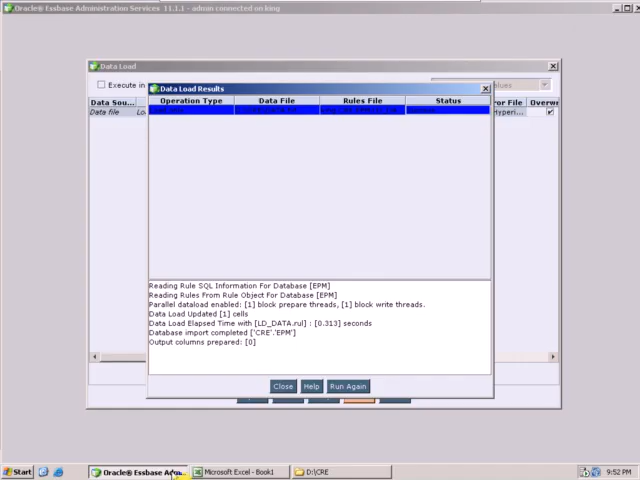 Oracle® Essbase Administration Services 11.1.1 - admin connected on king
Data Load
Execute in
alues
Data Load Results
Data Sou...
Operation Type
Data File
Rules File
Status
ror File
Overw
Data file
Lo
Hyperi...
Reading Rule SQL Information For Database [EPM]
Reading Rules From Rule Object For Database [EPM]
Parallel dataload enabled: [1] block prepare threads, [1] block write threads.
Data Load Updated [1] cells
Data Load Elapsed Time with [LD_DATA.rul] : [0.313] seconds
Database import completed ['CRE'.'EPM']
Output columns prepared: [0]
Close
Help
Run Again
Start
Oracle® Essbase Adm...
Microsoft Excel - Book1
D:\CRE
9:52 PM